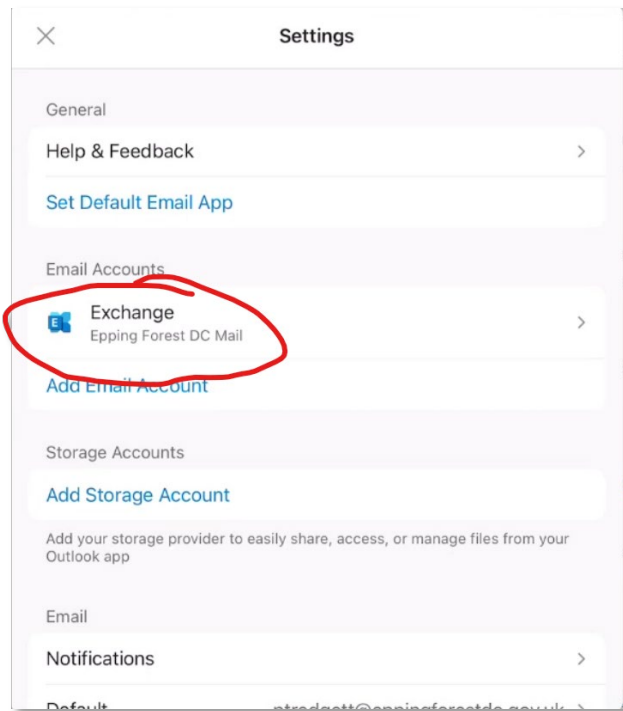 Settings
General
Help & Feedback
Set Default Email App
Email Accounts
E
Exchange
Epping Forest DC Mail
Add Email Account
Storage Accounts
Add Storage Account
Add your storage provider to easily share, access, or manage files from your
Outlook app
Email
Notifications
Default